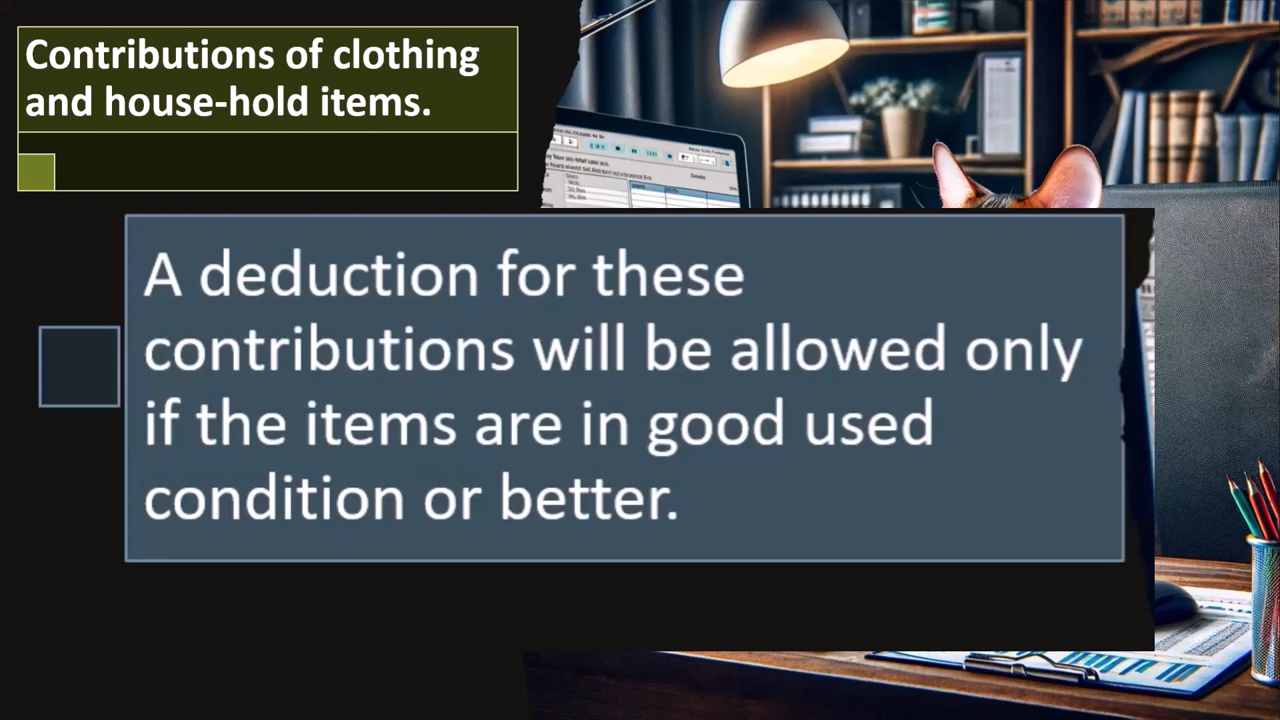 Contributions of clothing
and house-hold items.
A deduction for these
contributions will be allowed only
if the items are in good used
condition or better.